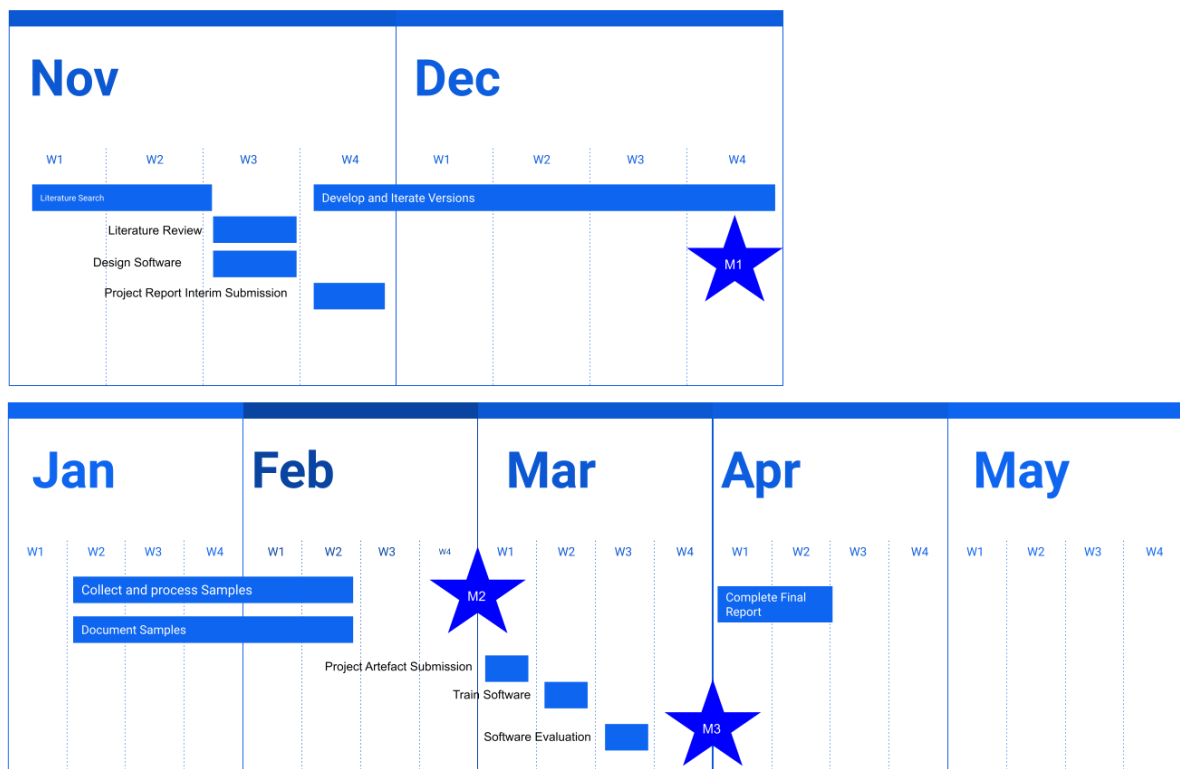 Nov
Dec
W1 W2 W3 W4 W1 W2 W3 W4
Literature Search
Develop and Iterate Versions
Literature Review
Design Software
M1
Project Report Interim Submission
Jan
Feb
Mar
Apr
May
W1 W2 W3 W4 W1 W2 W3 W4 W1 W2 W3 W4 W1 W2 W3 W4 W1 W2 W3 W4
Collect and process Samples
M2
Complete Final
Report
Document Samples
Project Artefact Submission
Train Software
M3
Software Evaluation